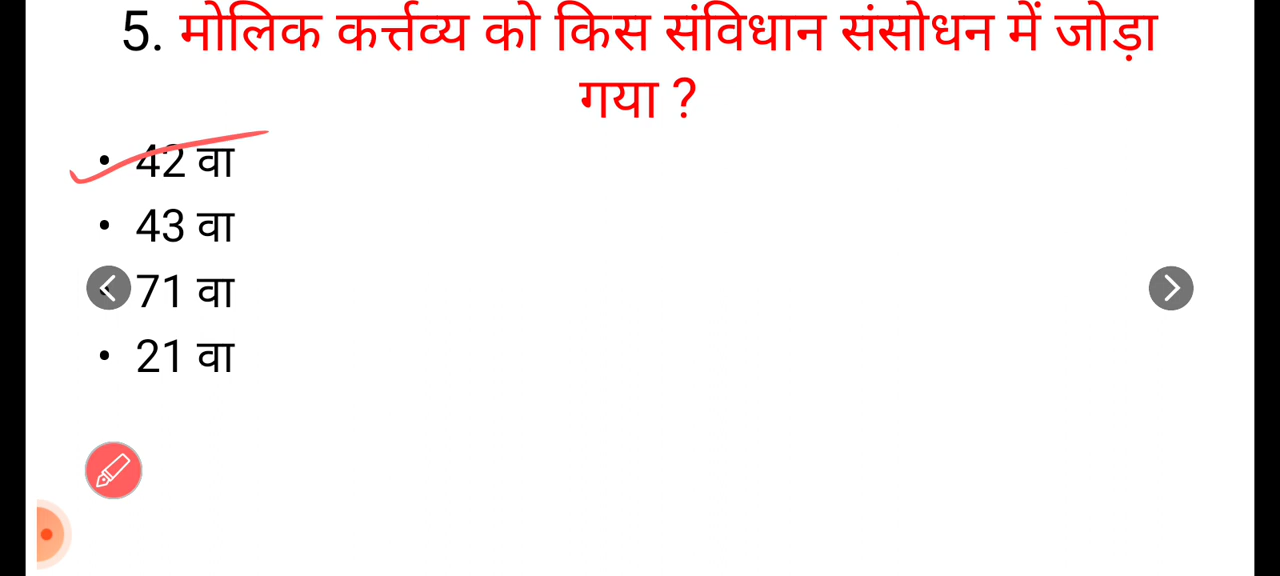 5. मोलिक कर्त्तव्य को किस संविधान संसोधन में जोड़ा
गया ?
• 42 वा
• 43 वा
• 71 वा
• 21 वा